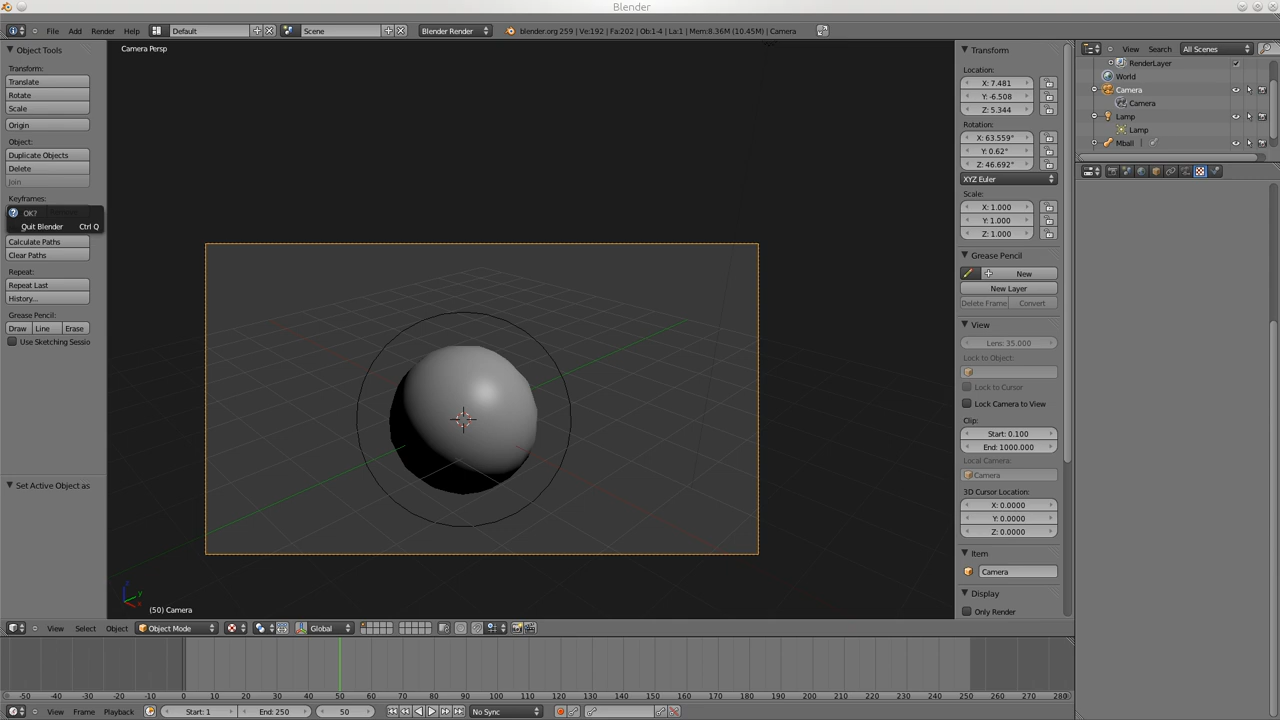 Blender
File Add Render Help Default Scene Blender Render blender.org 259 | Ve:192 | Fa:202 | Ob:1-4 | La:1 | Mem:8.36M (10.45M) | Camera
Object Tools
Transform:
Translate
Rotate
Scale
Origin
Object:
Duplicate Objects
Delete
Join
Keyframes:
OK?
Quit Blender Ctrl Q
Calculate Paths
Clear Paths
Repeat:
Repeat Last
History...
Grease Pencil:
Draw Line Erase
Use Sketching Sessio
Set Active Object as
Camera Persp
(50) Camera
Transform
Location:
X: 7.481
Y: -6.508
Z: 5.344
Rotation:
X: 63.559°
Y: 0.62°
Z: 46.692°
XYZ Euler
Scale:
X: 1.000
Y: 1.000
Z: 1.000
Grease Pencil
New
New Layer
Delete Frame Convert
View
Lens: 35.000
Lock to Object:
Lock to Cursor
Lock Camera to View
Clip:
Start: 0.100
End: 1000.000
Local Camera:
Camera
3D Cursor Location:
X: 0.0000
Y: 0.0000
Z: 0.0000
Item
Camera
Display
Only Render
View Search All Scenes
RenderLayer
World
Camera
Camera
Lamp
Lamp
Mball
View Select Object Object Mode Global
-50 -40 -30 -20 -10 0 10 20 30 40 50 60 70 80 90 100 110 120 130 140 150 160 170 180 190 200 210 220 230 240 250 260 270 280
View Frame Playback Start: 1 End: 250 50 No Sync